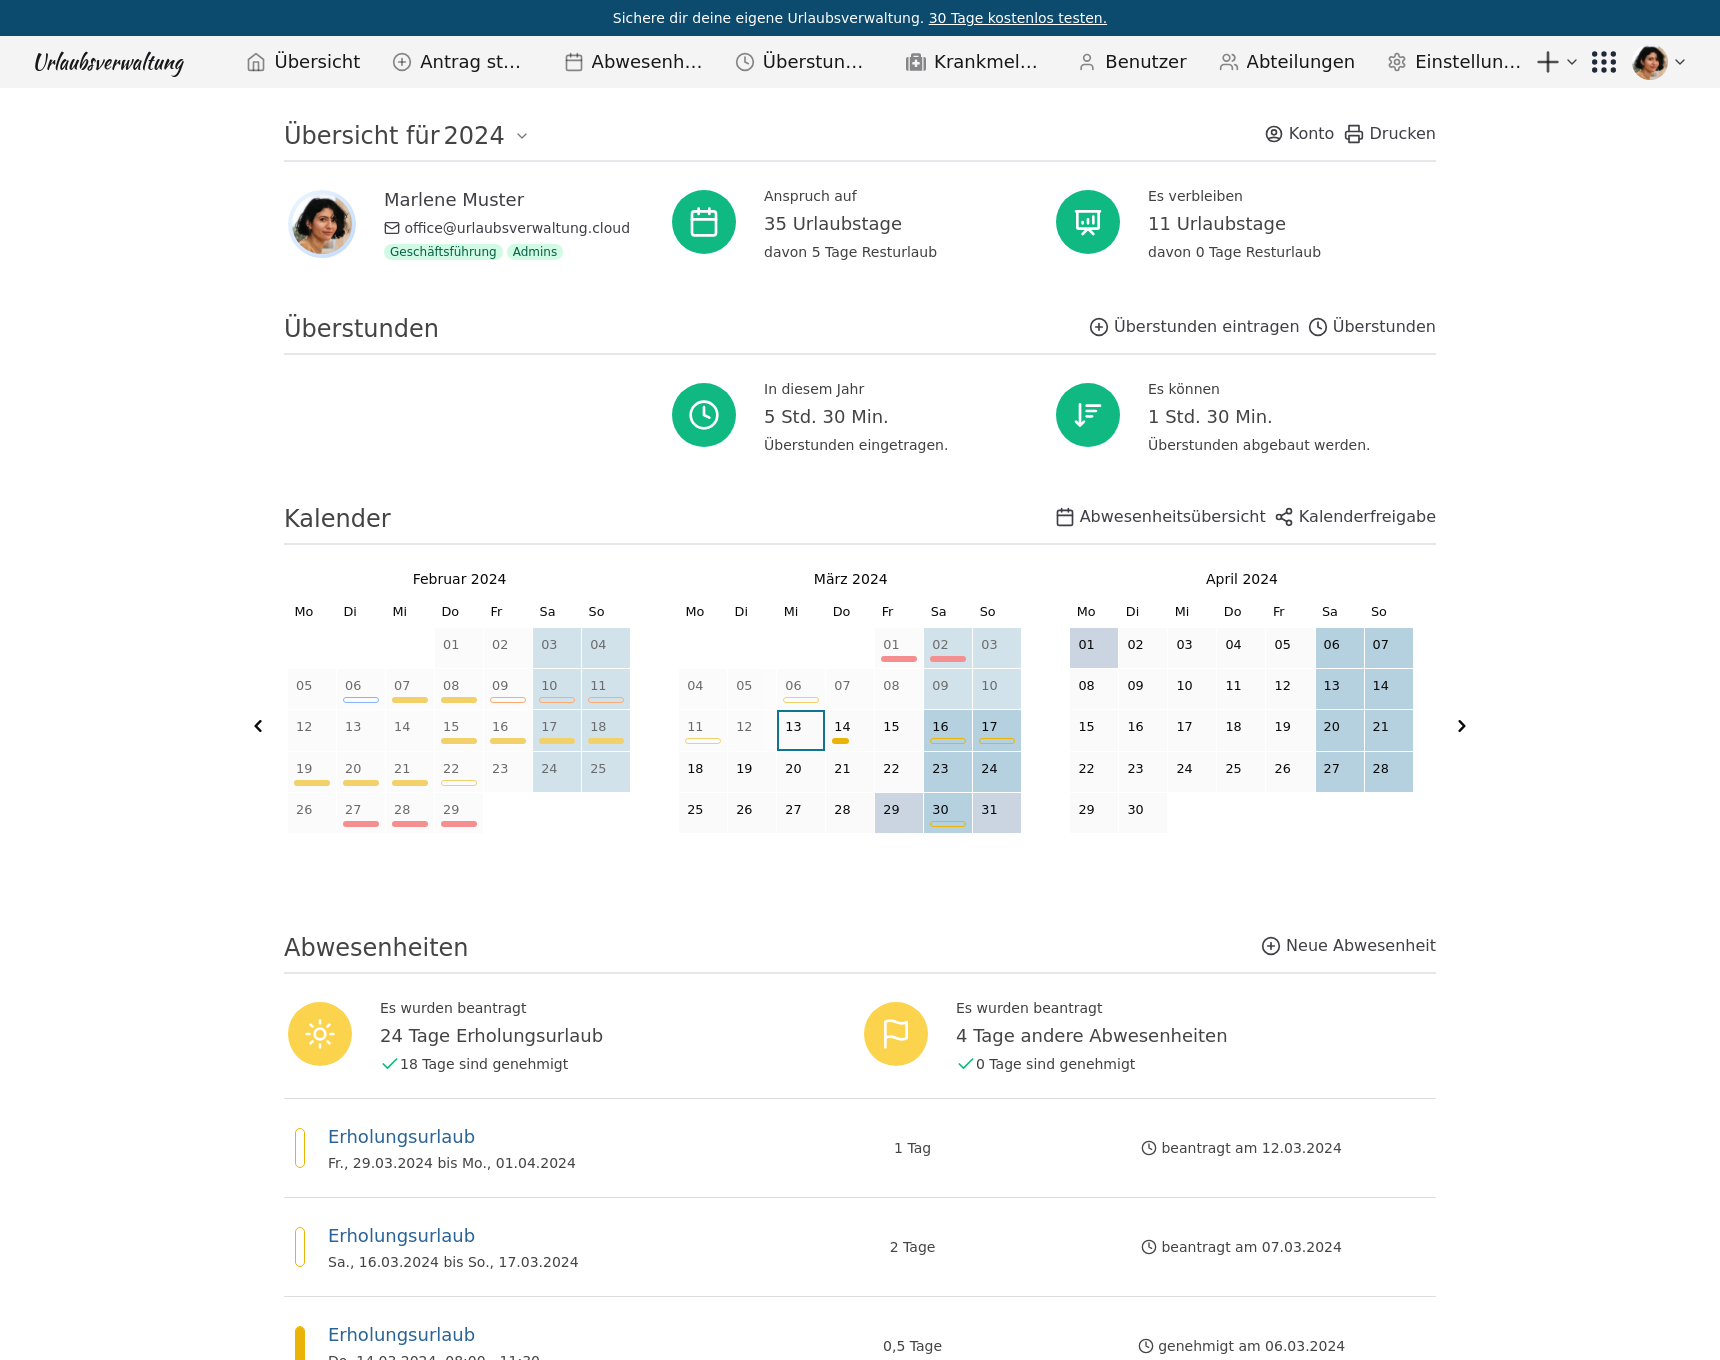 Sichere dir deine eigene Urlaubsverwaltung. 30 Tage kostenlos testen.
Urlaubsverwaltung Übersicht Antrag st... Abwesenh... Überstun... Krankmel... Benutzer Abteilungen Einstellun...
Übersicht für 2024 Konto Drucken
Marlene Muster
office@urlaubsverwaltung.cloud
Geschäftsführung Admins
Anspruch auf
35 Urlaubstage
davon 5 Tage Resturlaub
Es verbleiben
11 Urlaubstage
davon 0 Tage Resturlaub
Überstunden Überstunden eintragen Überstunden
In diesem Jahr
5 Std. 30 Min.
Überstunden eingetragen.
Es können
1 Std. 30 Min.
Überstunden abgebaut werden.
Kalender Abwesenheitsübersicht Kalenderfreigabe
Februar 2024
Mo Di Mi Do Fr Sa So
01 02 03 04
05 06 07 08 09 10 11
12 13 14 15 16 17 18
19 20 21 22 23 24 25
26 27 28 29
März 2024
Mo Di Mi Do Fr Sa So
01 02 03
04 05 06 07 08 09 10
11 12 13 14 15 16 17
18 19 20 21 22 23 24
25 26 27 28 29 30 31
April 2024
Mo Di Mi Do Fr Sa So
01 02 03 04 05 06 07
08 09 10 11 12 13 14
15 16 17 18 19 20 21
22 23 24 25 26 27 28
29 30
Abwesenheiten Neue Abwesenheit
Es wurden beantragt
24 Tage Erholungsurlaub
18 Tage sind genehmigt
Es wurden beantragt
4 Tage andere Abwesenheiten
0 Tage sind genehmigt
Erholungsurlaub
Fr., 29.03.2024 bis Mo., 01.04.2024
1 Tag
beantragt am 12.03.2024
Erholungsurlaub
Sa., 16.03.2024 bis So., 17.03.2024
2 Tage
beantragt am 07.03.2024
Erholungsurlaub
Do, 14.03.2024, 08:00 - 11:30
0,5 Tage
genehmigt am 06.03.2024